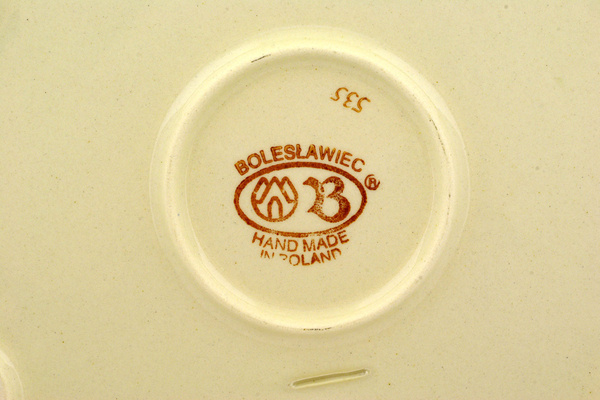 535
BOLESŁAWIEC
®
B
HAND MADE
IN POLAND